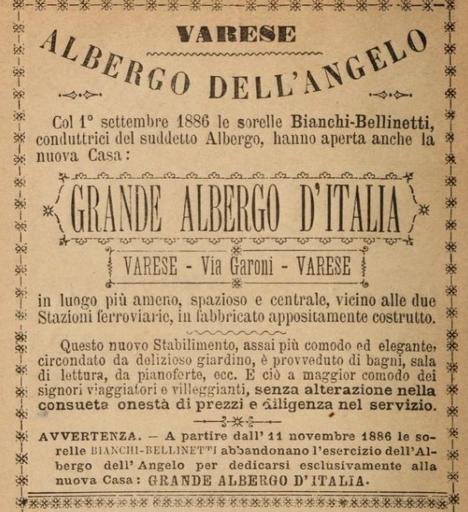 VARESE
ALBERGO DELL'ANGELO
Col 1° settembre 1886 le sorelle Bianchi-Bellinetti,
conduttrici del suddetto Albergo, hanno aperta anche la
nuova Casa:
GRANDE ALBERGO D'ITALIA
VARESE - Via Garoni - VARESE
in luogo più ameno, spazioso e centrale, vicino alle due
Stazioni ferroviarie, in fabbricato appositamente costrutto.
Questo nuovo Stabilimento, assai più comodo ed elegante,
circondato da delizioso giardino, è provveduto di bagni, sala
di lettura, da pianoforte, ecc. E ciò a maggior comodo dei
signori viaggiatori e villeggianti, senza alterazione nella
consueta onestà di prezzi e diligenza nel servizio.
AVVERTENZA. — A partire dall' 11 novembre 1886 le so-
relle BIANCHI-BELLINETTI abbandonano l'esercizio dell'Al-
bergo dell'Angelo per dedicarsi esclusivamente alla
nuova Casa: GRANDE ALBERGO D'ITALIA.